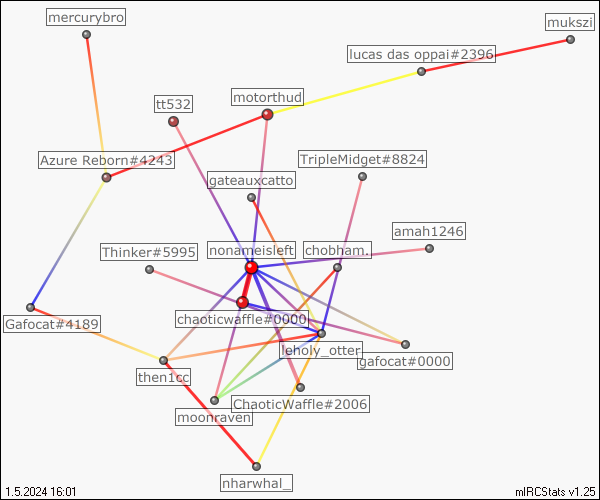 mercurybro
mukszi
lucas das oppai#2396
motorthud
tt532
Azure Reborn#4243
TripleMidget#8824
gateauxcatto
amah1246
Thinker#5995
nonameisleft
chobham.
chaoticwaffle#0000
Gafocat#4189
leholy_otter
gafocat#0000
then1cc
ChaoticWaffle#2006
moonraven
nharwhal_
1.5.2024 16:01
mIRCStats v1.25